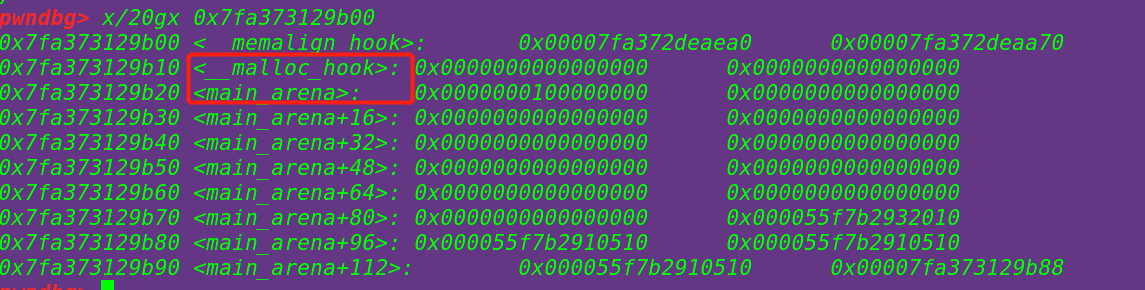 pwndbg> x/20gx 0x7fa373129b00
0x7fa373129b00 <__memalign_hook>: 0x00007fa372deaea0 0x00007fa372deaa70
0x7fa373129b10 <__malloc_hook>: 0x0000000000000000 0x0000000000000000
0x7fa373129b20 <main_arena>: 0x0000000100000000 0x0000000000000000
0x7fa373129b30 <main_arena+16>: 0x0000000000000000 0x0000000000000000
0x7fa373129b40 <main_arena+32>: 0x0000000000000000 0x0000000000000000
0x7fa373129b50 <main_arena+48>: 0x0000000000000000 0x0000000000000000
0x7fa373129b60 <main_arena+64>: 0x0000000000000000 0x0000000000000000
0x7fa373129b70 <main_arena+80>: 0x0000000000000000 0x000055f7b2932010
0x7fa373129b80 <main_arena+96>: 0x000055f7b2910510 0x0000000000000000
0x7fa373129b90 <main_arena+112>: 0x000055f7b2910510 0x00007fa373129b88
pwndbg>